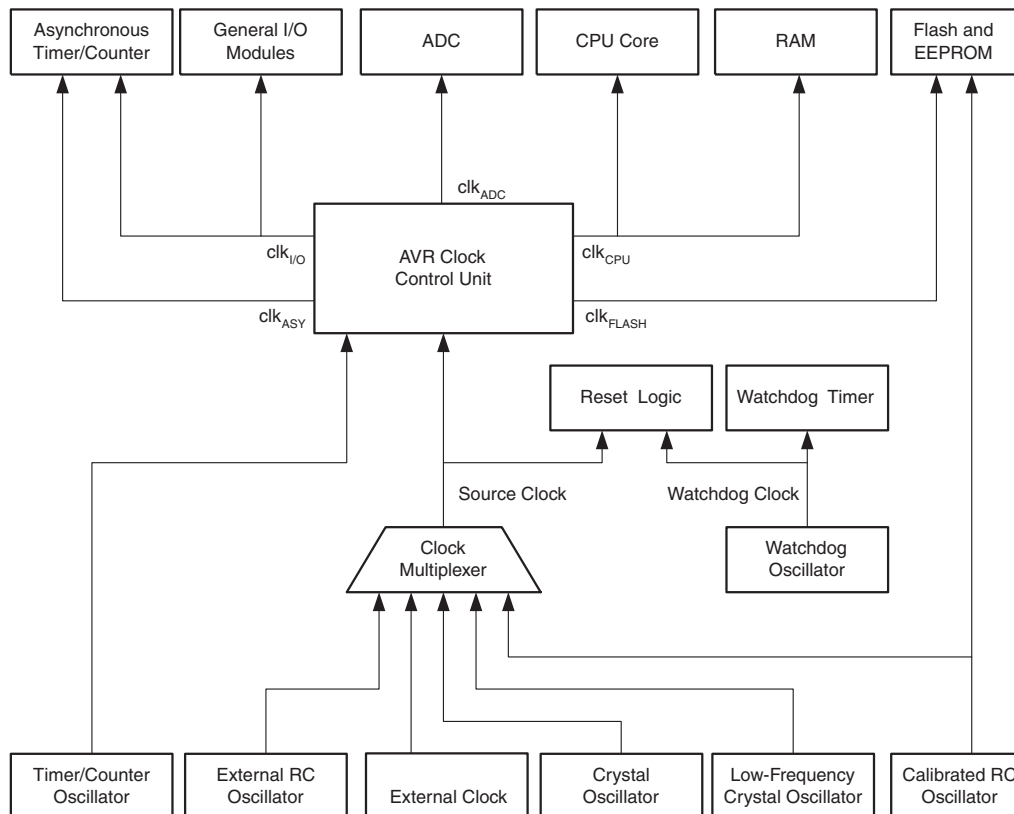 Asynchronous
Timer/Counter
General I/O
Modules
ADC
CPU Core
RAM
Flash and
EEPROM
clkADC
clkI/O
AVR Clock
Control Unit
clkCPU
clkASY
clkFLASH
Reset Logic
Watchdog Timer
Source Clock
Watchdog Clock
Clock
Multiplexer
Watchdog
Oscillator
Timer/Counter
Oscillator
External RC
Oscillator
External Clock
Crystal
Oscillator
Low-Frequency
Crystal Oscillator
Calibrated RC
Oscillator